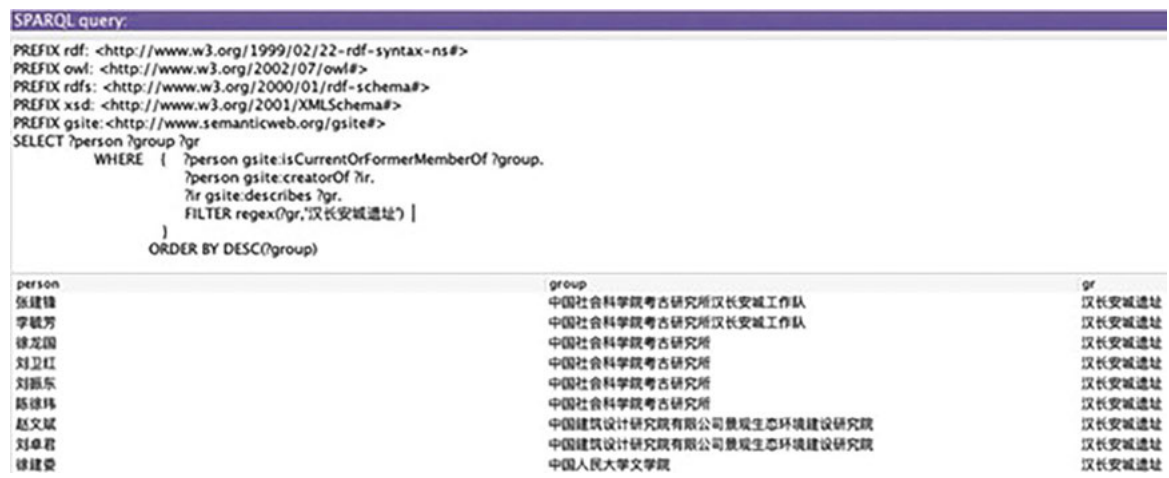 SPARQL query:
PREFIX rdf: <http://www.w3.org/1999/02/22-rdf-syntax-ns#>
PREFIX owl: <http://www.w3.org/2002/07/owl#>
PREFIX rdfs: <http://www.w3.org/2000/01/rdf-schema#>
PREFIX xsd: <http://www.w3.org/2001/XMLSchema#>
PREFIX gsite:<http://www.semanticweb.org/gsite#>
SELECT ?person ?group ?gr
WHERE { ?person gsite:isCurrentOrFormerMemberOf ?group.
?person gsite:creatorOf ?ir.
?ir gsite:describes ?gr.
FILTER regex(?gr,"汉长安城遗址")
}
ORDER BY DESC(?group)
person group gr
张建锋 中国社会科学院考古研究所汉长安城工作队 汉长安城遗址
李毓芳 中国社会科学院考古研究所汉长安城工作队 汉长安城遗址
徐龙国 中国社会科学院考古研究所 汉长安城遗址
刘卫红 中国社会科学院考古研究所 汉长安城遗址
刘振东 中国社会科学院考古研究所 汉长安城遗址
陈徐玮 中国社会科学院考古研究所 汉长安城遗址
赵文斌 中国建筑设计研究院有限公司景观生态环境建设研究院 汉长安城遗址
刘卓君 中国建筑设计研究院有限公司景观生态环境建设研究院 汉长安城遗址
徐建委 中国人民大学文学院 汉长安城遗址